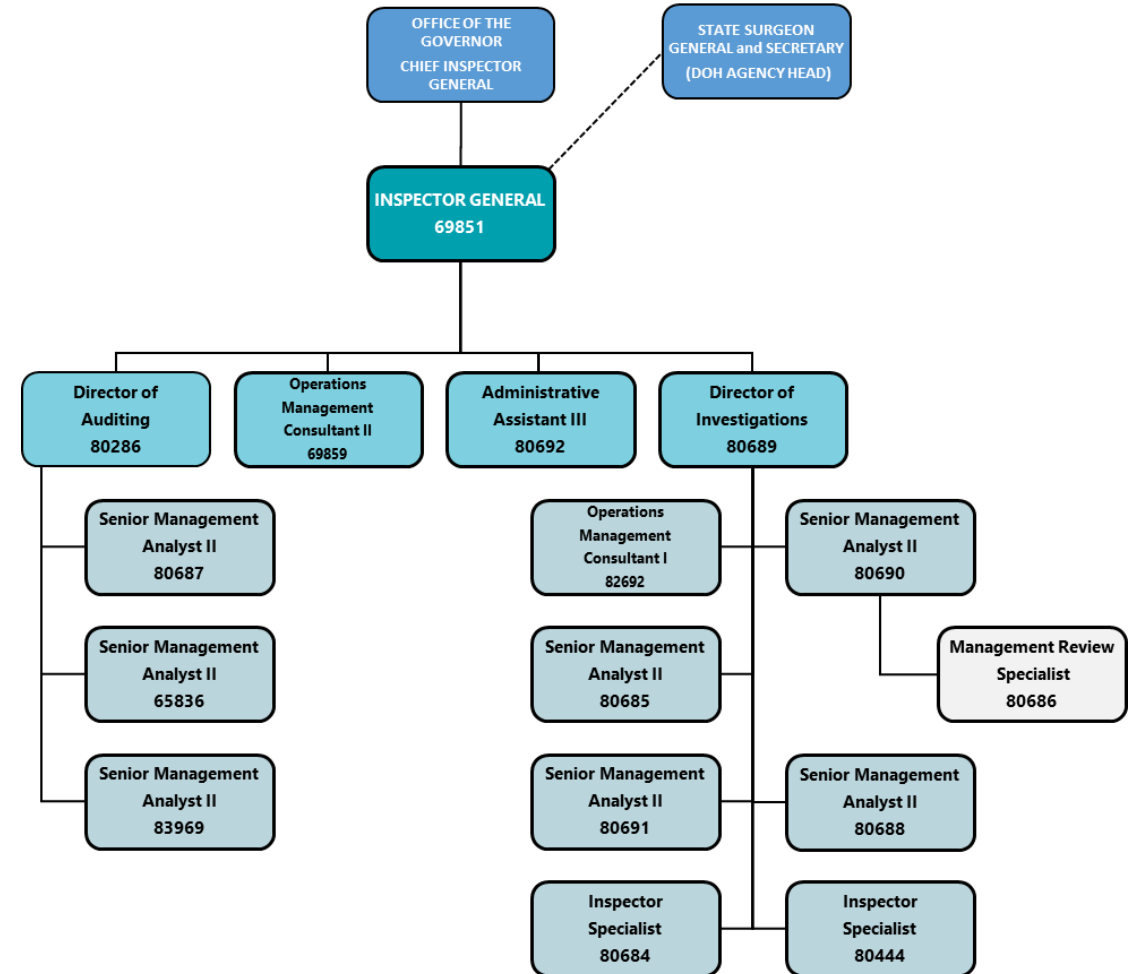 OFFICE OF THE
GOVERNOR
CHIEF INSPECTOR
GENERAL
STATE SURGEON
GENERAL and SECRETARY
(DOH AGENCY HEAD)
INSPECTOR GENERAL
69851
Director of
Auditing
80286
Operations
Management
Consultant II
69859
Administrative
Assistant III
80692
Director of
Investigations
80689
Senior Management
Analyst II
80687
Operations
Management
Consultant I
82692
Senior Management
Analyst II
80690
Senior Management
Analyst II
65836
Senior Management
Analyst II
80685
Management Review
Specialist
80686
Senior Management
Analyst II
83969
Senior Management
Analyst II
80691
Senior Management
Analyst II
80688
Inspector
Specialist
80684
Inspector
Specialist
80444